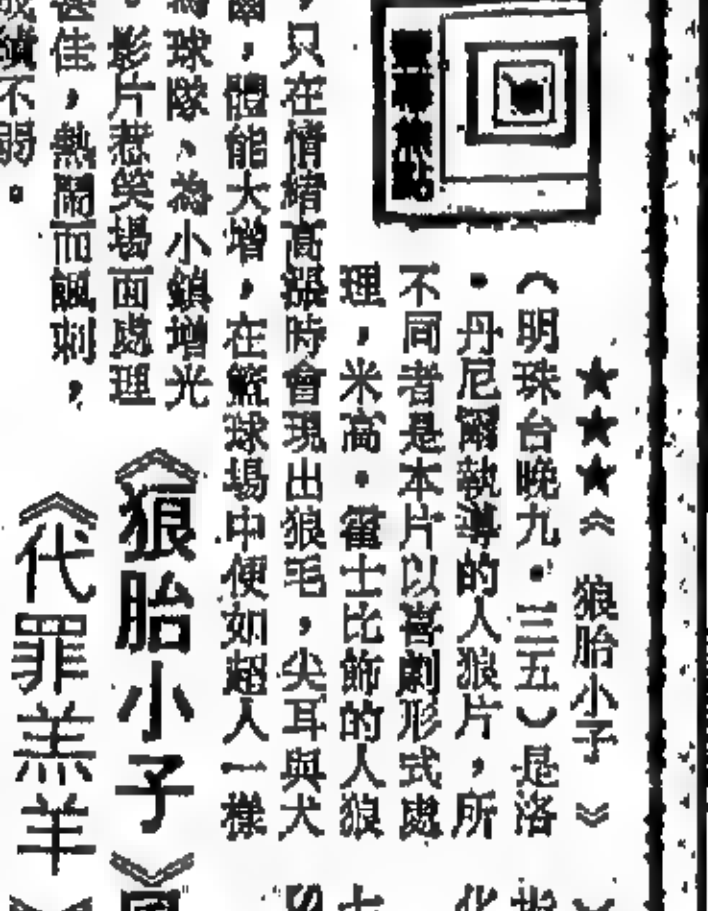 ★★★《狼胎小子》
（明珠台晚九·三五）是洛
·丹尼爾執導的人狼片，所
不同者是本片以喜劇形式處
理，米高·霍士比飾的人狼
，只在情緒高漲時會現出狼毛，尖耳與犬
，體能大增，在籃球場中便如超人一樣
球隊、為小鎮增光
。影片惹笑場面處理
甚佳，熱鬧而諷刺，
成績不弱。
《狼胎小子》
《代罪羔羊